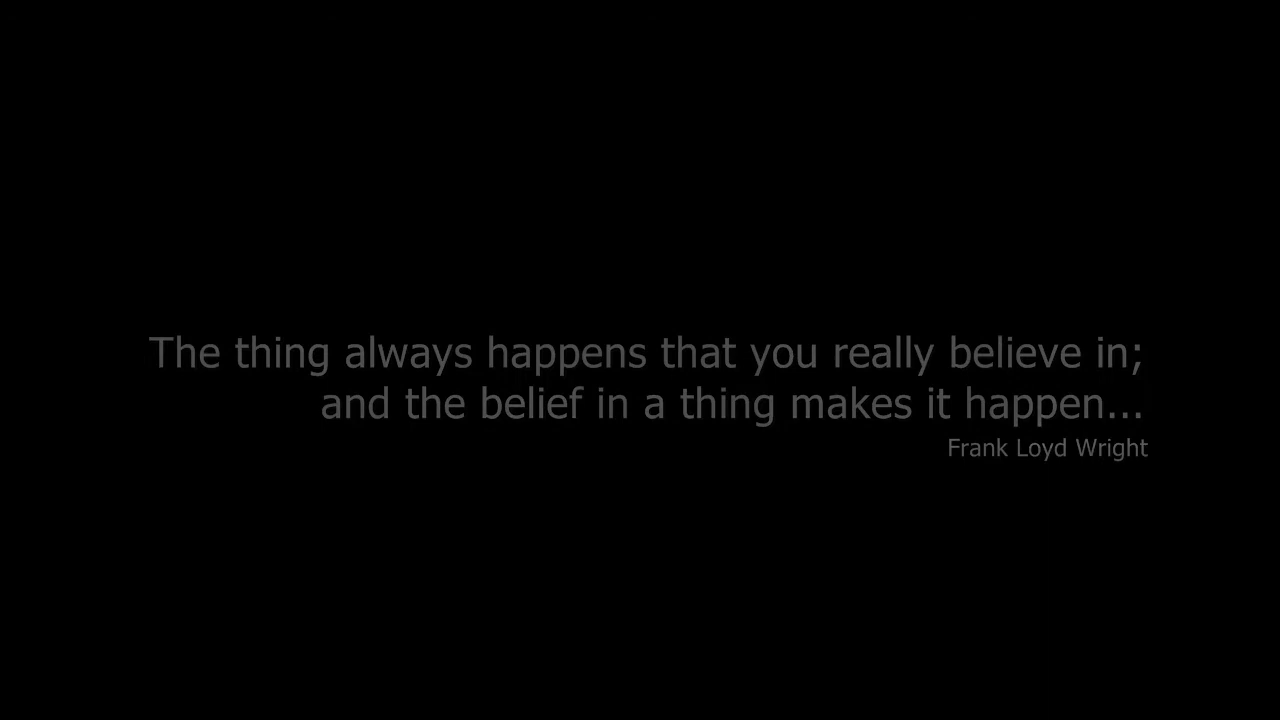 The thing always happens that you really believe in;
and the belief in a thing makes it happen...
Frank Loyd Wright